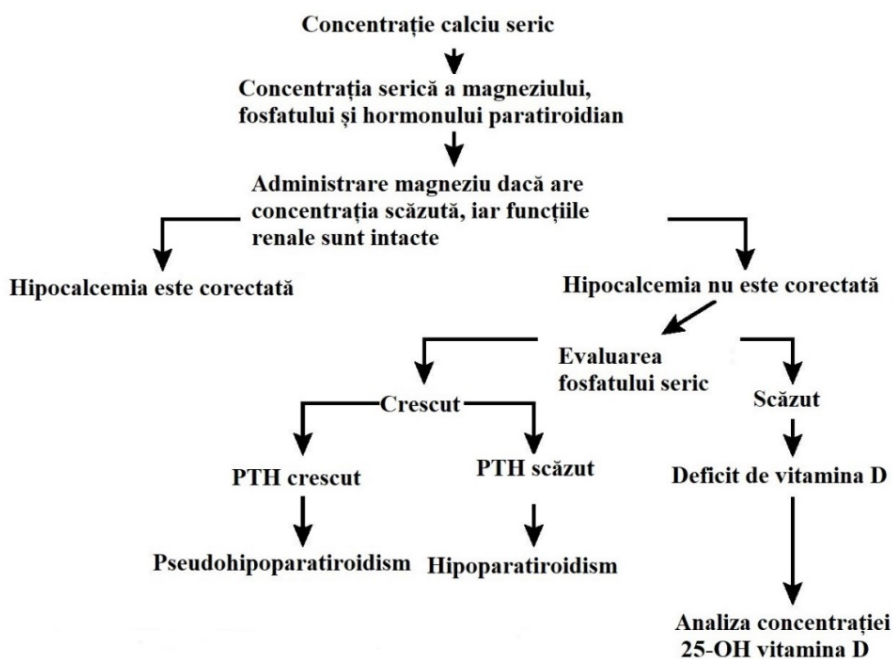 Concentrație calciu seric
Concentrația serică a magneziului,
fosfatului și hormonului paratiroidian
Administrare magneziu dacă are
concentrația scăzută, iar funcțiile
renale sunt intacte
Hipocalcemia este corectată
Hipocalcemia nu este corectată
Evaluarea
fosfatului seric
Crescut
Scăzut
PTH crescut
PTH scăzut
Deficit de vitamina D
Pseudohipoparatiroidism
Hipoparatiroidism
Analiza concentrației
25-OH vitamina D